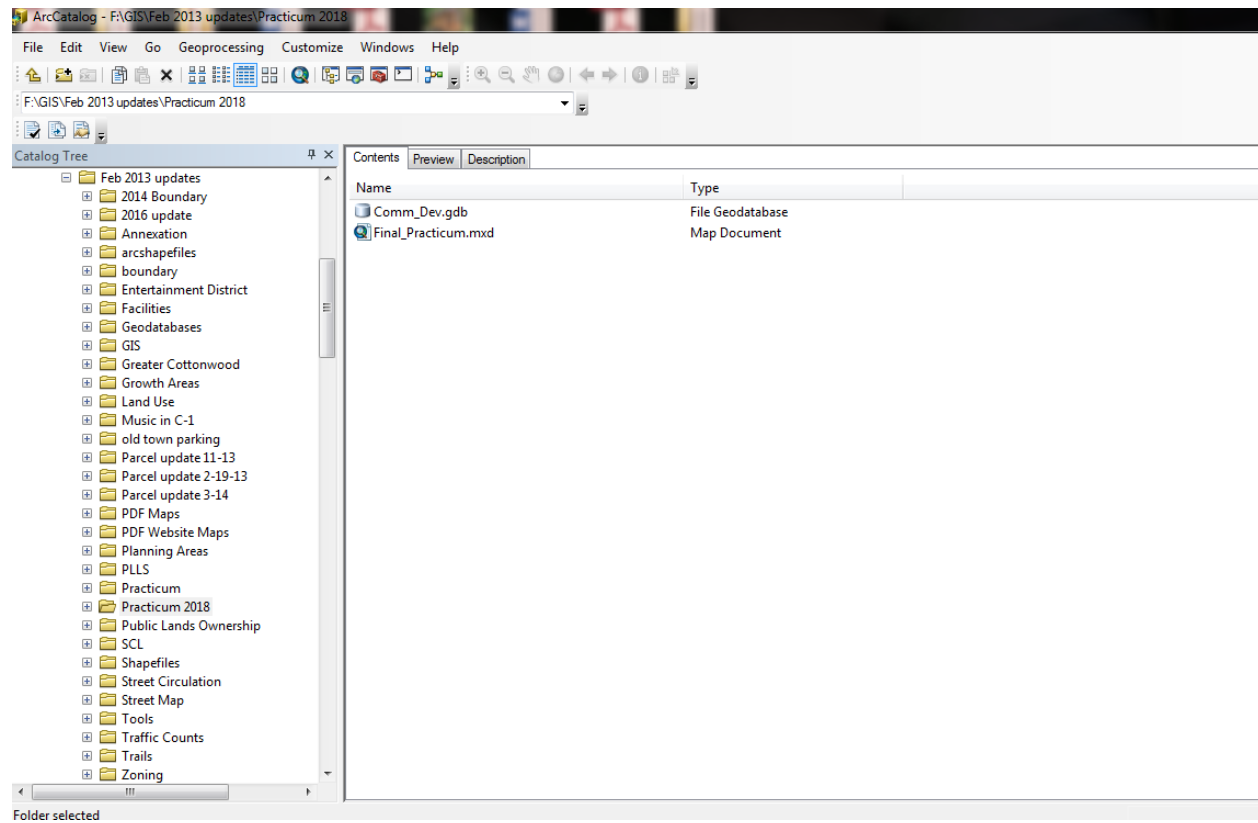 ArcCatalog - F:\GIS\Feb 2013 updates\Practicum 2018
File Edit View Go Geoprocessing Customize Windows Help
F:\GIS\Feb 2013 updates\Practicum 2018
Catalog Tree
Contents Preview Description
Name Type
Comm_Dev.gdb File Geodatabase
Final_Practicum.mxd Map Document
Feb 2013 updates
2014 Boundary
2016 update
Annexation
arcshapefiles
boundary
Entertainment District
Facilities
Geodatabases
GIS
Greater Cottonwood
Growth Areas
Land Use
Music in C-1
old town parking
Parcel update 11-13
Parcel update 2-19-13
Parcel update 3-14
PDF Maps
PDF Website Maps
Planning Areas
PLLS
Practicum
Practicum 2018
Public Lands Ownership
SCL
Shapefiles
Street Circulation
Street Map
Tools
Traffic Counts
Trails
Zoning
Folder selected